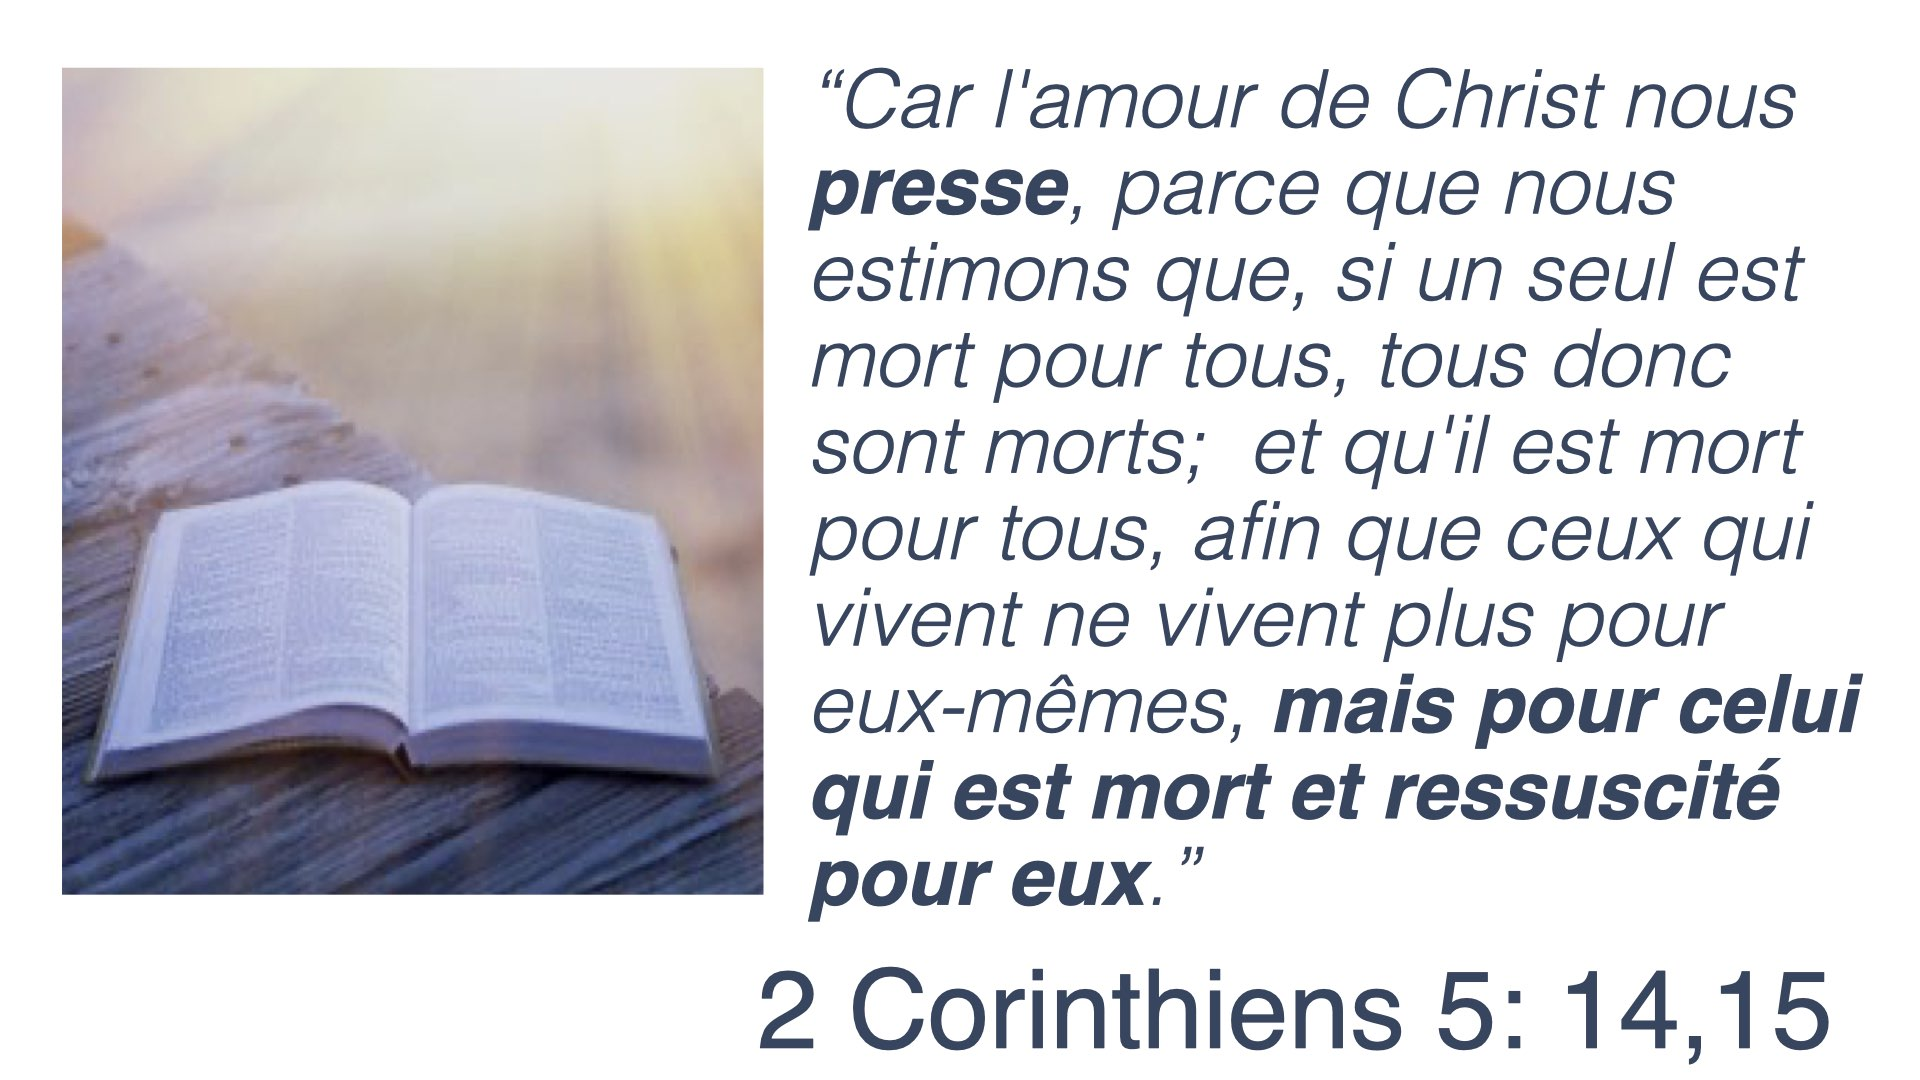 “Car l'amour de Christ nous
presse, parce que nous
estimons que, si un seul est
mort pour tous, tous donc
sont morts;  et qu'il est mort
pour tous, afin que ceux qui
vivent ne vivent plus pour
eux-mêmes, mais pour celui
qui est mort et ressuscité
pour eux.”
2 Corinthiens 5: 14,15